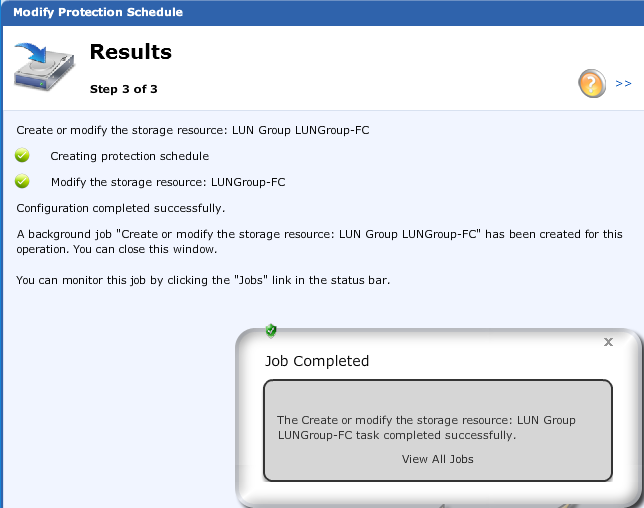 Modify Protection Schedule
Results
Step 3 of 3
? >>
Create or modify the storage resource: LUN Group LUNGroup-FC
Creating protection schedule
Modify the storage resource: LUNGroup-FC
Configuration completed successfully.
A background job "Create or modify the storage resource: LUN Group LUNGroup-FC" has been created for this
operation. You can close this window.
You can monitor this job by clicking the "Jobs" link in the status bar.
x
Job Completed
The Create or modify the storage resource: LUN Group
LUNGroup-FC task completed successfully.
View All Jobs